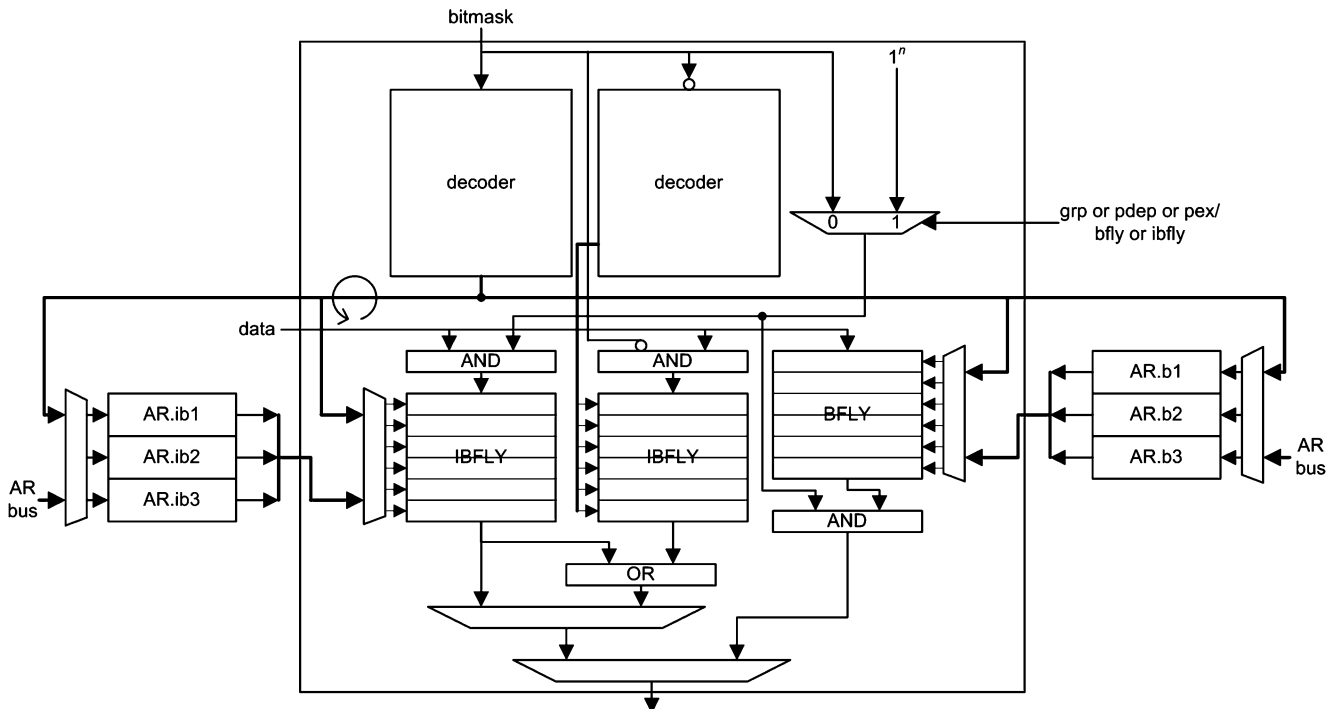 bitmask
1ⁿ
decoder
decoder
0 1
grp or pdep or pex/
bfly or ibfly
data
AND
AND
AR.ib1
AR.ib2
AR.ib3
AR
bus
IBFLY
IBFLY
BFLY
AR.b1
AR.b2
AR.b3
AR
bus
AND
OR